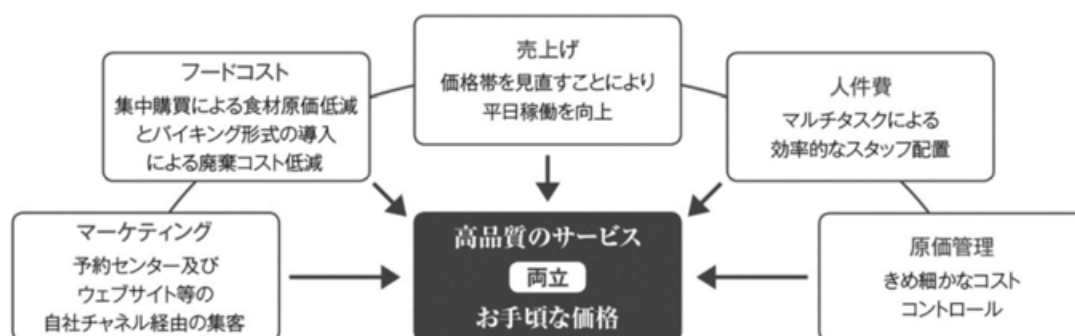 売上げ
価格帯を見直すことにより
平日稼働を向上
フードコスト
集中購買による食材原価低減
とバイキング形式の導入
による廃棄コスト低減
人件費
マルチタスクによる
効率的なスタッフ配置
マーケティング
予約センター及び
ウェブサイト等の
自社チャネル経由の集客
高品質のサービス
両立
お手頃な価格
原価管理
きめ細かなコスト
コントロール